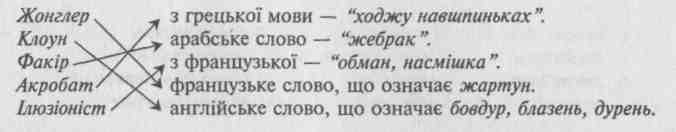 Жонглер з грецької мови — “ходжу навшпиньках”.
Клоун арабське слово — “жебрак”.
Факір з французької — “обман, насмішка”.
Акробат французьке слово, що означає жартун.
Ілюзіоніст англійське слово, що означає бовдур, блазень, дурень.